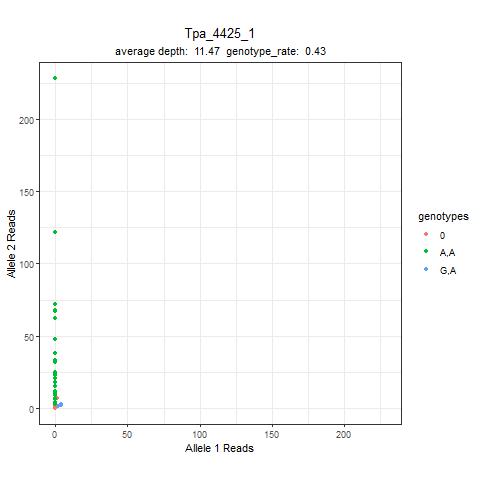 Tpa_4425_1
average depth: 11.47 genotype_rate: 0.43
200
150
100
50
0
Allele 2 Reads
0 50 100 150 200
Allele 1 Reads
genotypes
0
A,A
G,A